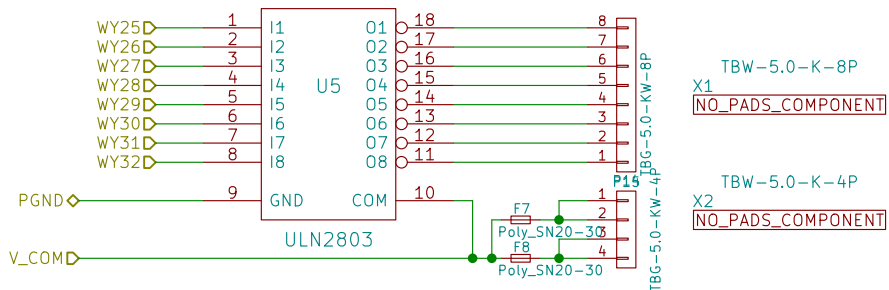 WY25 1 I1 O1 18 8
WY26 2 I2 O2 17 7
WY27 3 I3 O3 16 6
WY28 4 I4 U5 O4 15 5
WY29 5 I5 O5 14 4
WY30 6 I6 O6 13 3
WY31 7 I7 O7 12 2
WY32 8 I8 O8 11 1
PGND 9 GND COM 10
ULN2803
V_COM
TBG-5.0-KW-8P
TBW-5.0-K-8P
X1
NO_PADS_COMPONENT
F7
Poly_SN20-30
F8
Poly_SN20-30
1
2
3
4
TBG-5.0-KW-4P
TBW-5.0-K-4P
X2
NO_PADS_COMPONENT